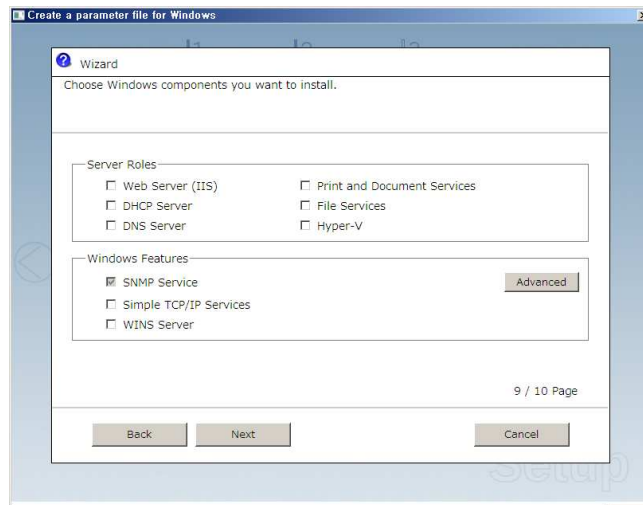 Create a parameter file for Windows
Wizard
Choose Windows components you want to install.
Server Roles
Web Server (IIS)
Print and Document Services
DHCP Server
File Services
DNS Server
Hyper-V
Windows Features
SNMP Service
Advanced
Simple TCP/IP Services
WINS Server
9 / 10 Page
Back
Next
Cancel
Setup